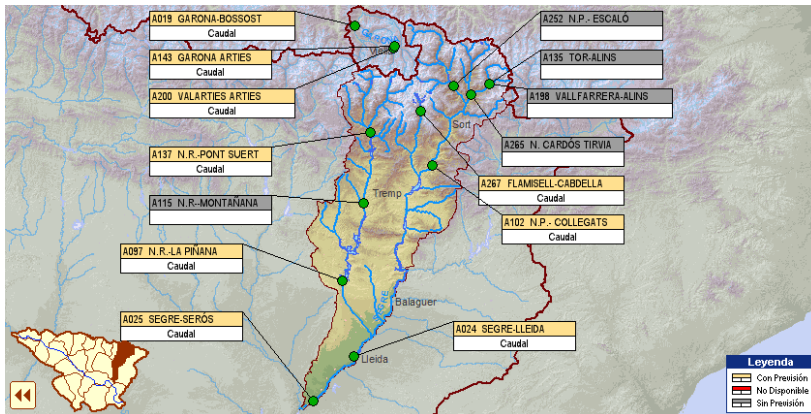 A019 GARONA-BOSSOST
Caudal
A252 N.P.- ESCALÓ
A143 GARONA ARTIES
Caudal
A135 TOR-ALINS
A200 VALARTIES ARTIES
Caudal
A198 VALLFARRERA-ALINS
Sort
A137 N.R.-PONT SUERT
Caudal
A265 N. CARDÓS TIRVIA
A267 FLAMISELL-CABDELLA
Caudal
Tremp
A115 N.R--MONTAÑANA
A102 N.P.- COLLEGATS
Caudal
A097 N.R.-LA PIÑANA
Caudal
Balaguer
SEGRE
A025 SEGRE-SERÓS
Caudal
A024 SEGRE-LLEIDA
Caudal
Lleida
Leyenda
Con Previsión
No Disponible
Sin Previsión